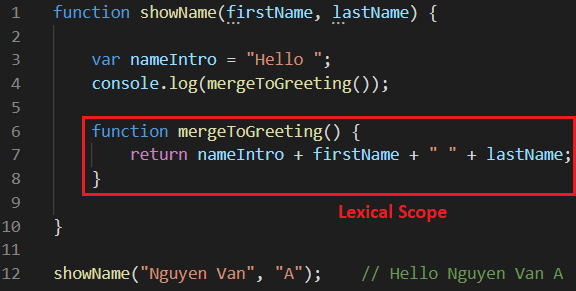 1 function showName(firstName, lastName) {
2
3 var nameIntro = "Hello ";
4 console.log(mergeToGreeting());
5
6 function mergeToGreeting() {
7 return nameIntro + firstName + " " + lastName;
8 }
9
Lexical Scope
10 }
11
12 showName("Nguyen Van", "A"); // Hello Nguyen Van A